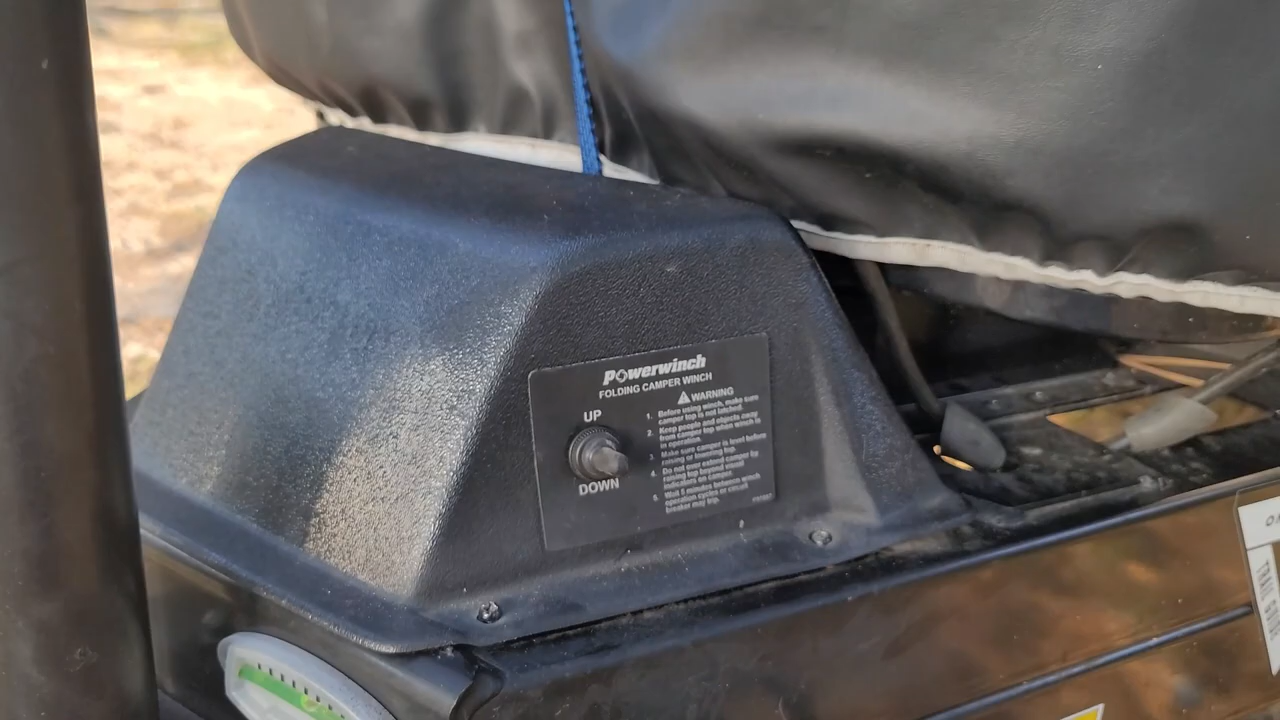 Powerwinch
FOLDING CAMPER WINCH
WARNING
UP
DOWN
1. Before using winch, make sure
camper top is not latched.
2. Keep people and objects away
from camper top when winch is
in operation.
3. Make sure camper is level before
raising or lowering top.
4. Do not over extend camper by
raising top beyond visual
indicators on camper.
5. Wait 5 minutes between winch
operation cycles or circuit
breaker may trip.